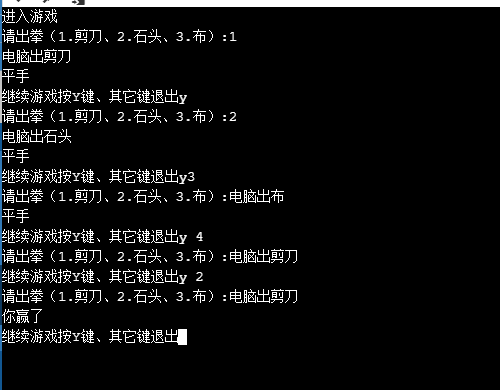 进入游戏
请出拳（1.剪刀、2.石头、3.布）:1
电脑出剪刀
平手
继续游戏按Y键、其它键退出y
请出拳（1.剪刀、2.石头、3.布）:2
电脑出石头
平手
继续游戏按Y键、其它键退出y3
请出拳（1.剪刀、2.石头、3.布）:电脑出布
平手
继续游戏按Y键、其它键退出y 4
请出拳（1.剪刀、2.石头、3.布）:电脑出剪刀
继续游戏按Y键、其它键退出y 2
请出拳（1.剪刀、2.石头、3.布）:电脑出剪刀
你赢了
继续游戏按Y键、其它键退出